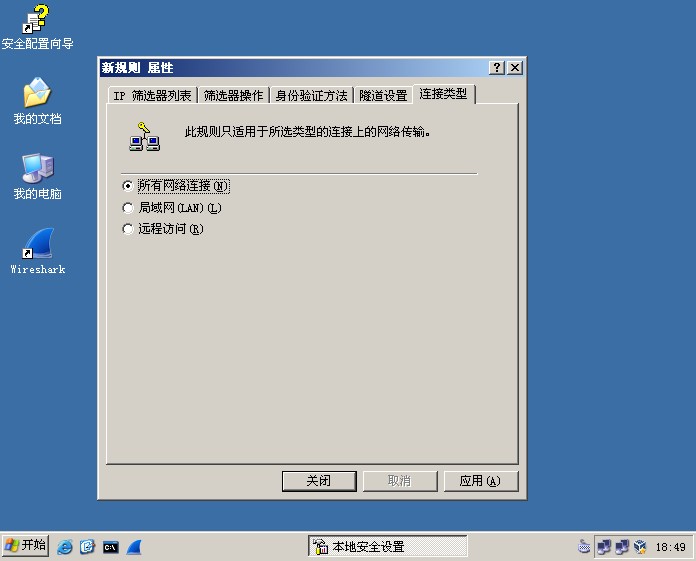 安全配置向导
我的文档
我的电脑
Wireshark
新规则 属性
IP 筛选器列表 筛选器操作 身份验证方法 隧道设置 连接类型
此规则只适用于所选类型的连接上的网络传输。
所有网络连接(N)
局域网(LAN)(L)
远程访问(R)
关闭 取消 应用(A)
开始 本地安全设置 18:49